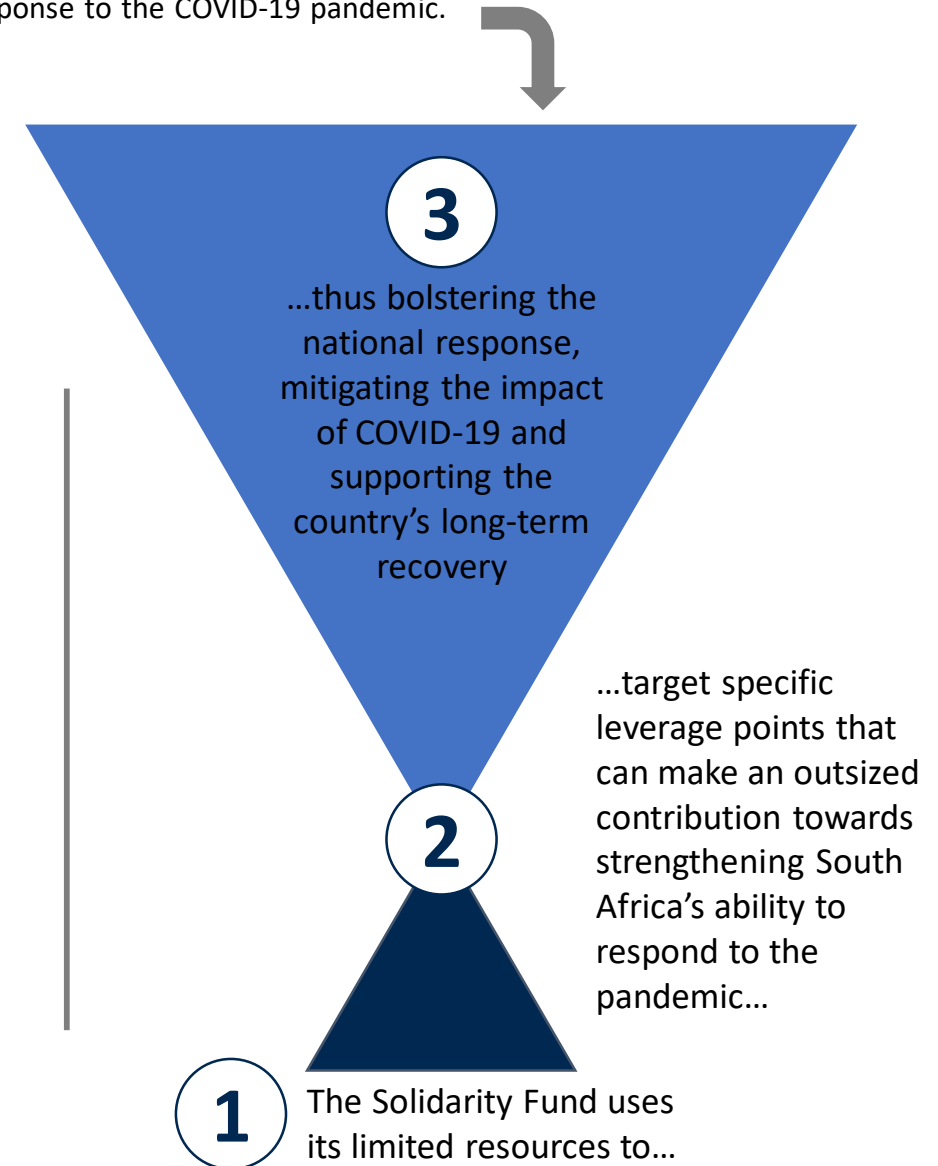 response to the COVID-19 pandemic.
3
…thus bolstering the
national response,
mitigating the impact
of COVID-19 and
supporting the
country’s long-term
recovery
…target specific
leverage points that
can make an outsized
contribution towards
strengthening South
Africa’s ability to
respond to the
pandemic…
2
1
The Solidarity Fund uses
its limited resources to…